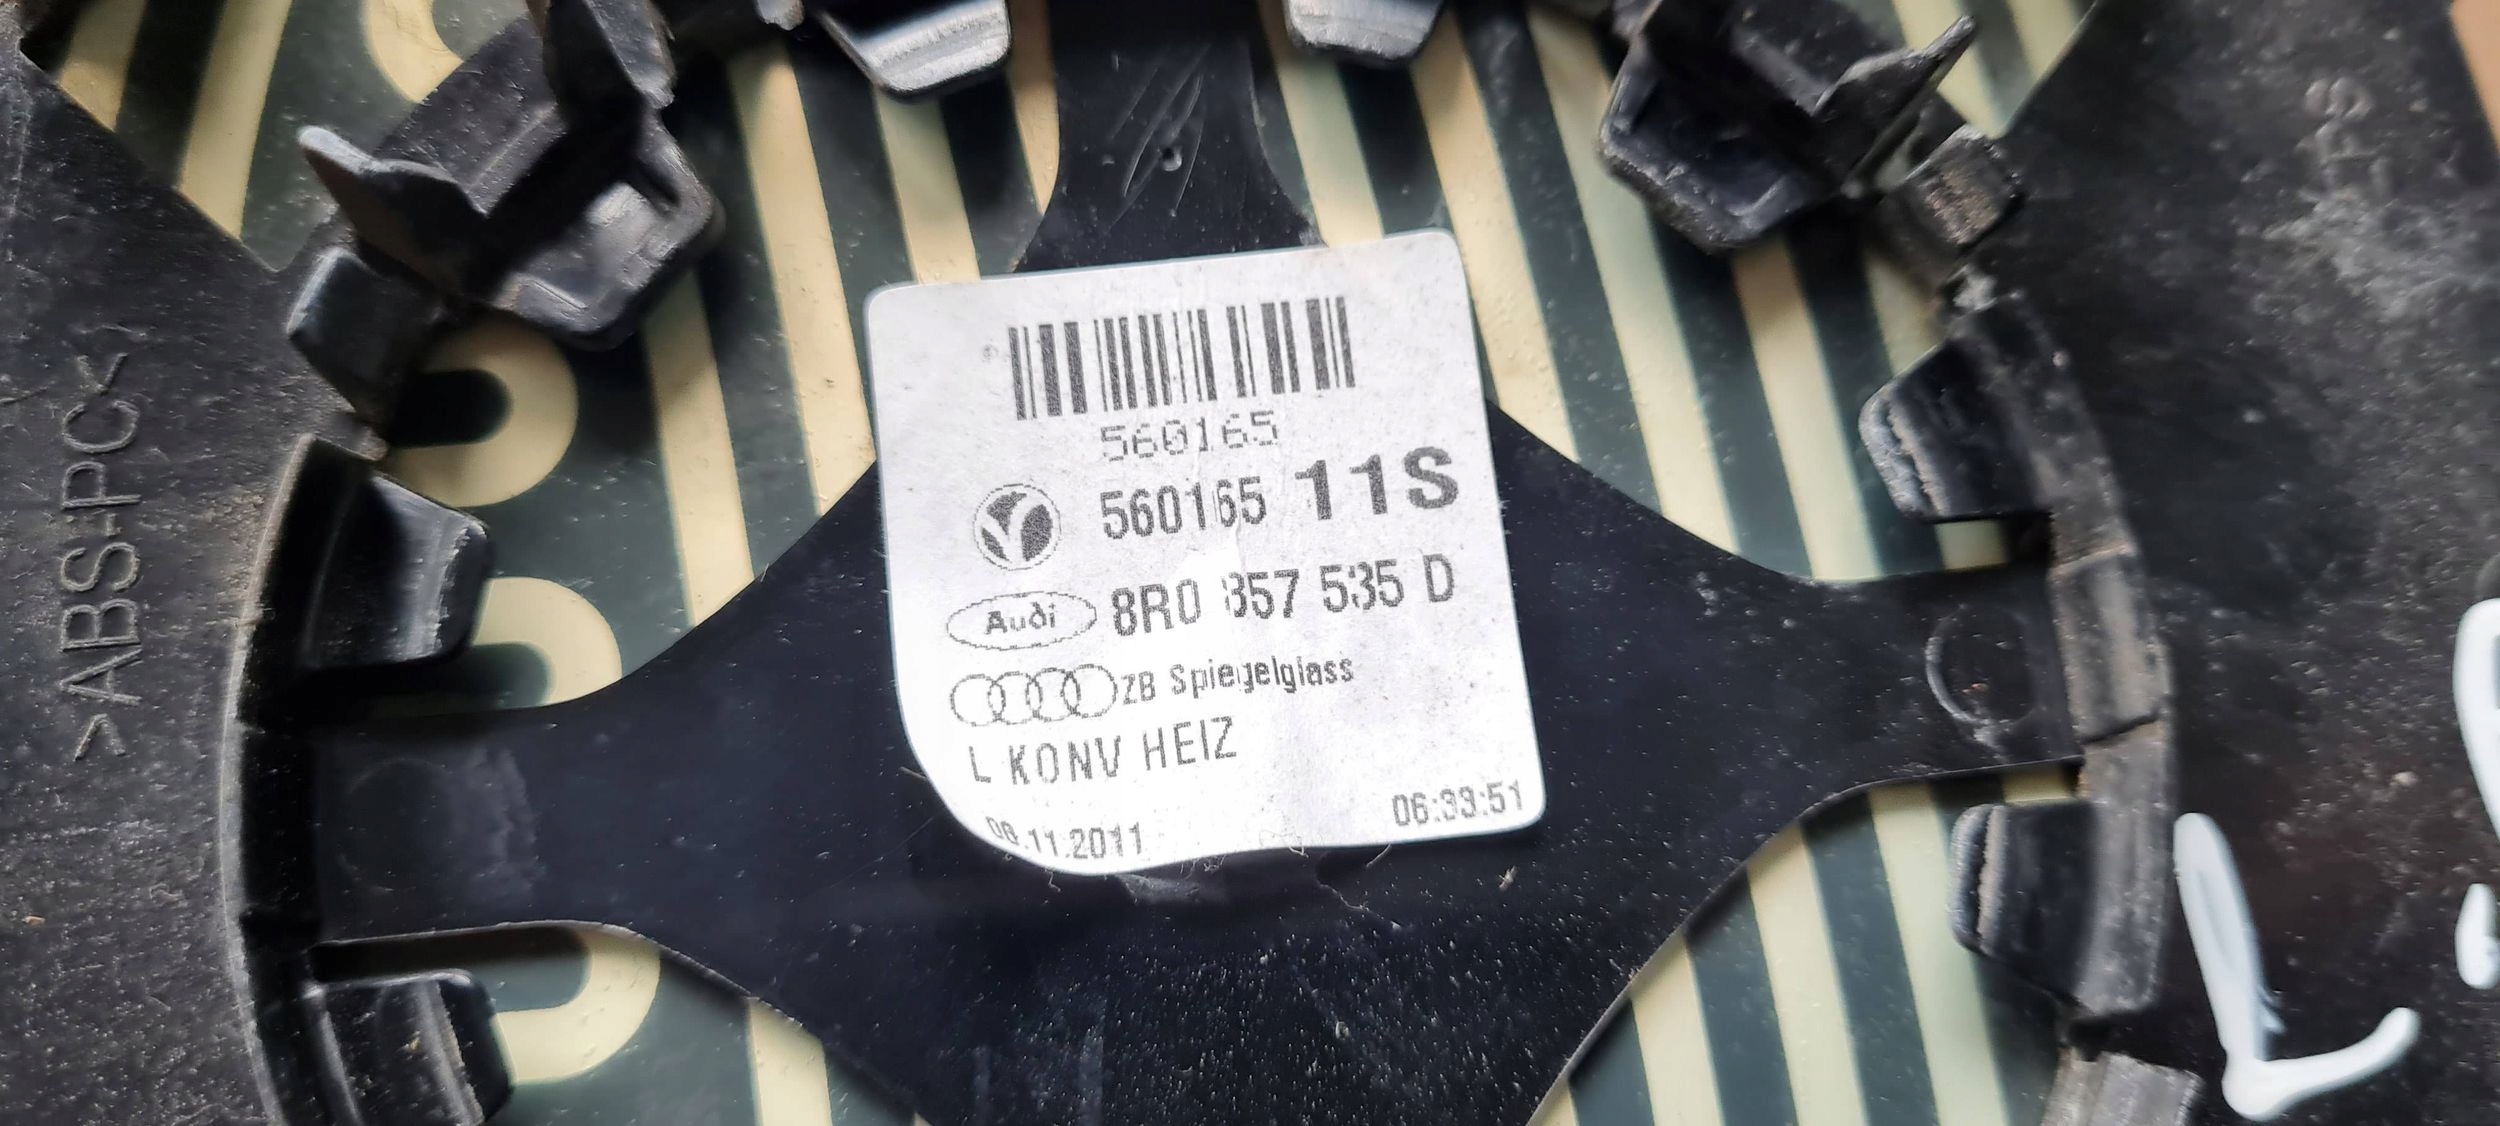 560165
560165 11S
Audi 8R0 857 535 D
ZB Spiegelglass
L KONV HEIZ
08.11.2011 06:33:51
>ABS-PC<
L